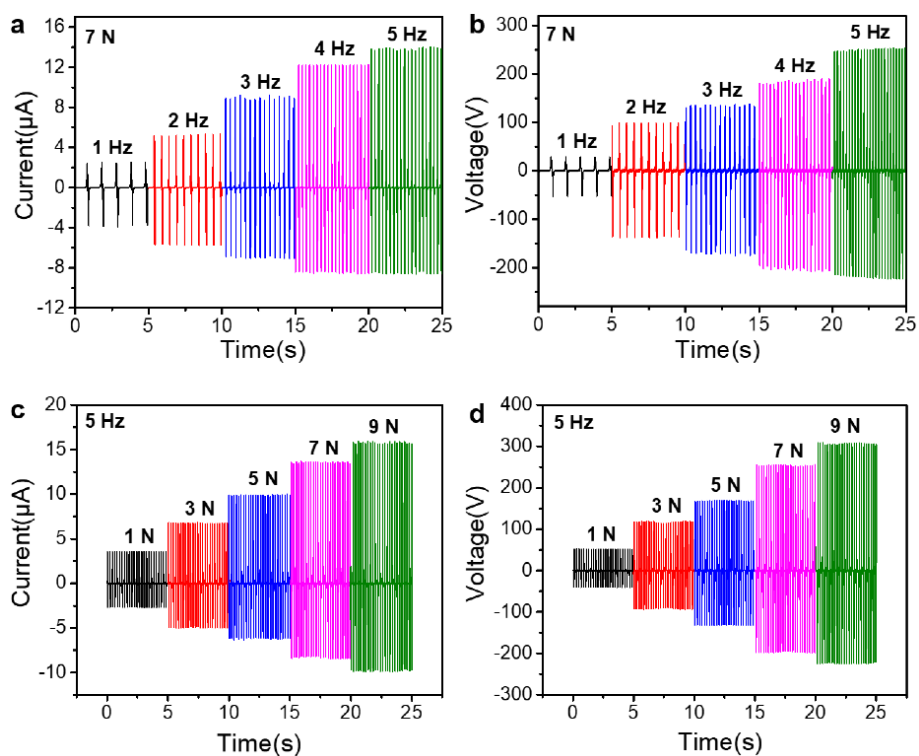 a
7 N
1 Hz
2 Hz
3 Hz
4 Hz
5 Hz
16
12
8
4
0
-4
-8
-12
Current(μA)
0 5 10 15 20 25
Time(s)
b
7 N
1 Hz
2 Hz
3 Hz
4 Hz
5 Hz
300
200
100
0
-100
-200
Voltage(V)
0 5 10 15 20 25
Time(s)
c
5 Hz
1 N
3 N
5 N
7 N
9 N
20
15
10
5
0
-5
-10
Current(μA)
0 5 10 15 20 25
Time(s)
d
5 Hz
1 N
3 N
5 N
7 N
9 N
400
300
200
100
0
-100
-200
-300
Voltage(V)
0 5 10 15 20 25
Time(s)